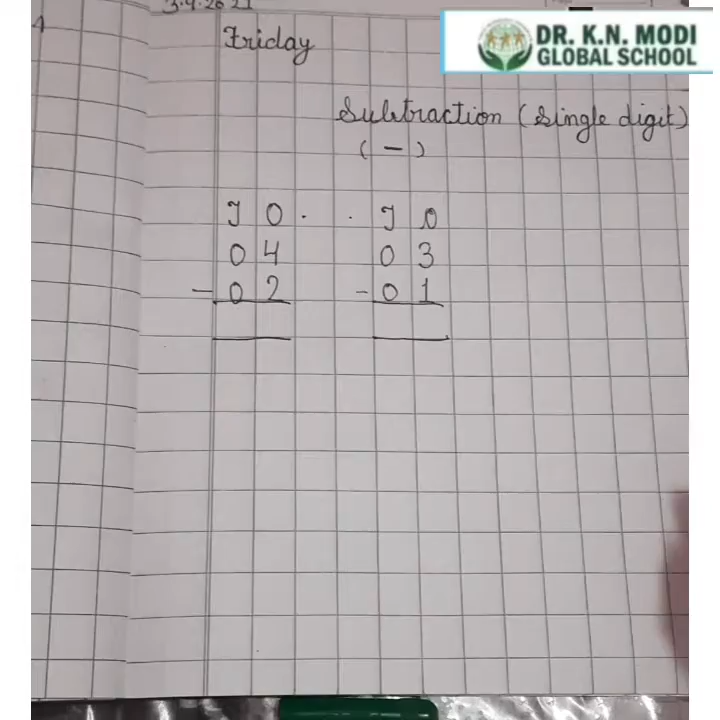 DR. K.N. MODI
GLOBAL SCHOOL
Friday
Subtraction (Single digit)
( — )
T O . . T O
0 4 0 3
- 0 2 - 0 1